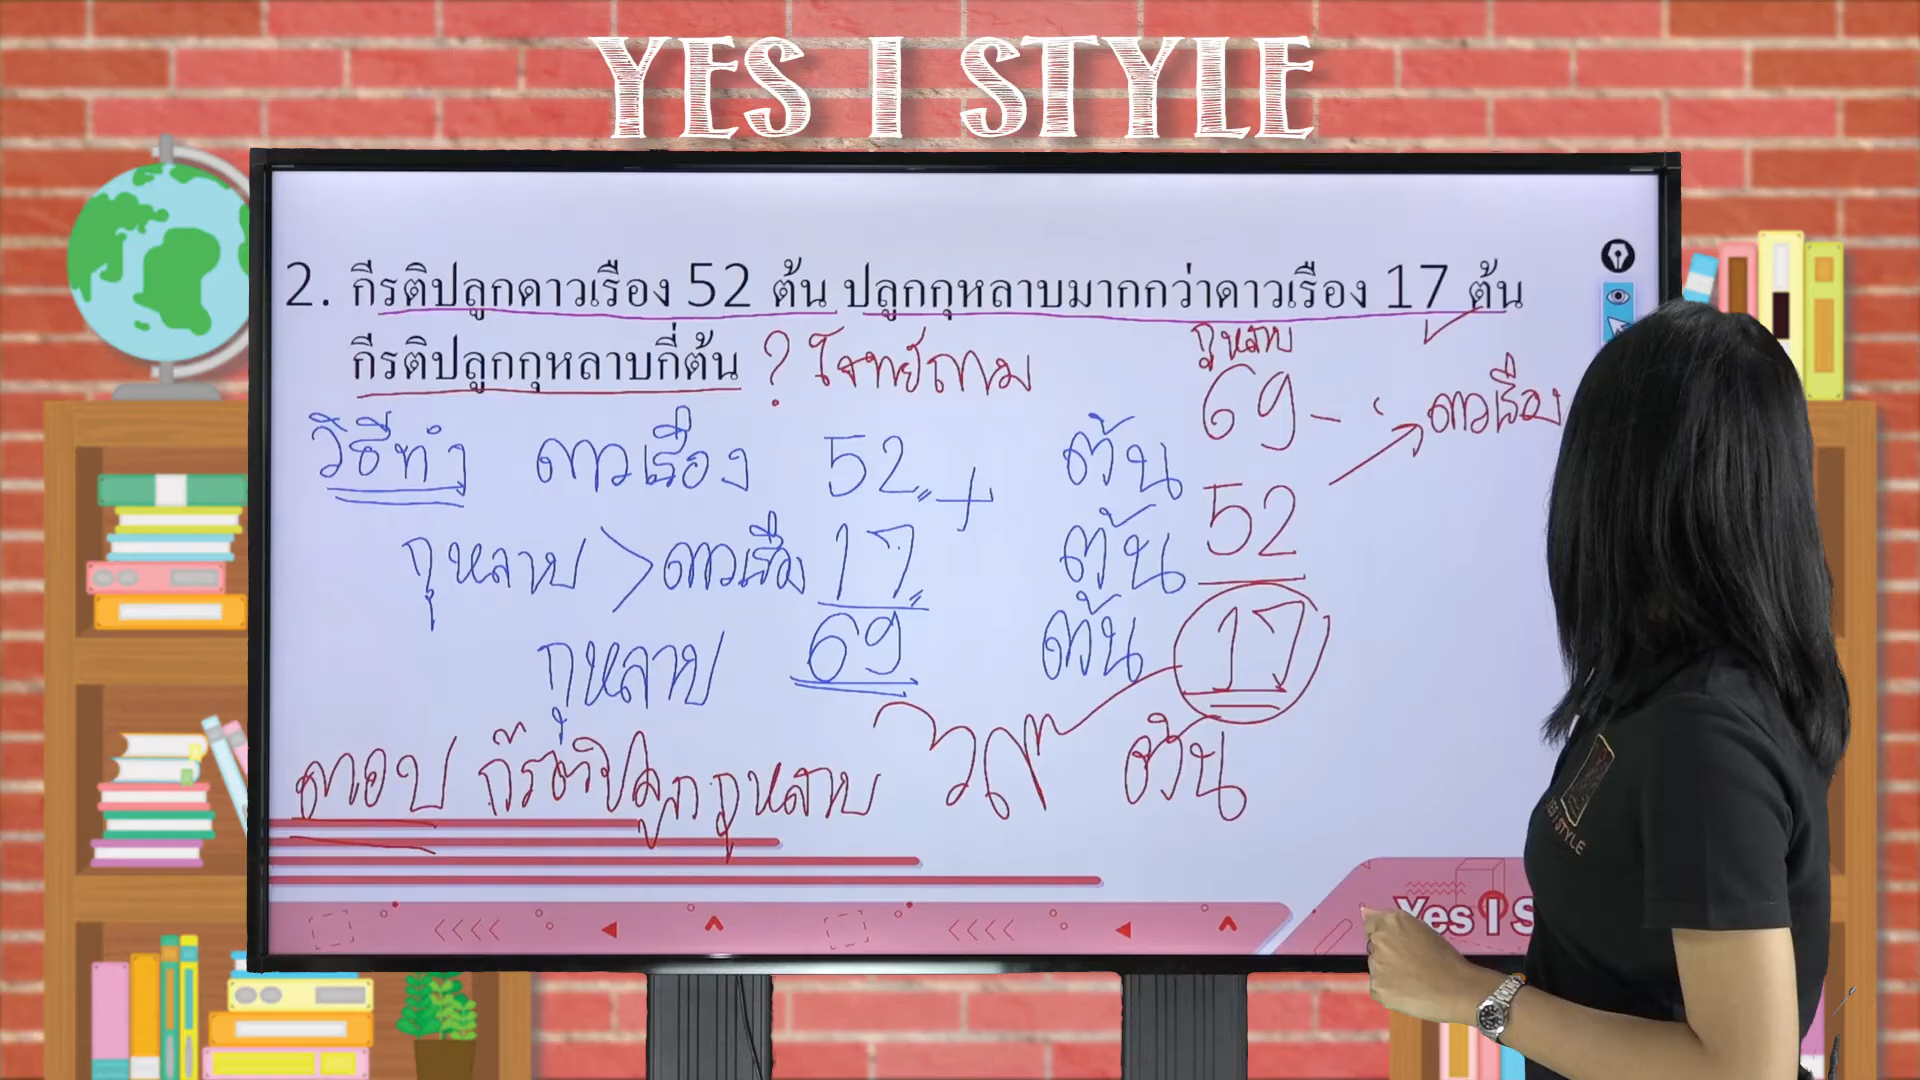 YES I STYLE
2. กีรติปลูกดาวเรือง 52 ต้น ปลูกกุหลาบมากกว่าดาวเรือง 17 ต้น
กีรติปลูกกุหลาบกี่ต้น ? โจทย์ถาม
กุหลาบ
69 -
ดาวเรือง
52
17
วิธีทำ ดาวเรือง 52 + ต้น
กุหลาบ > ดาวเรือง 17 ต้น
กุหลาบ 69 ต้น
ตอบ กีรติปลูกกุหลาบ ๖๙ ต้น
Yes I S
YES I STYLE